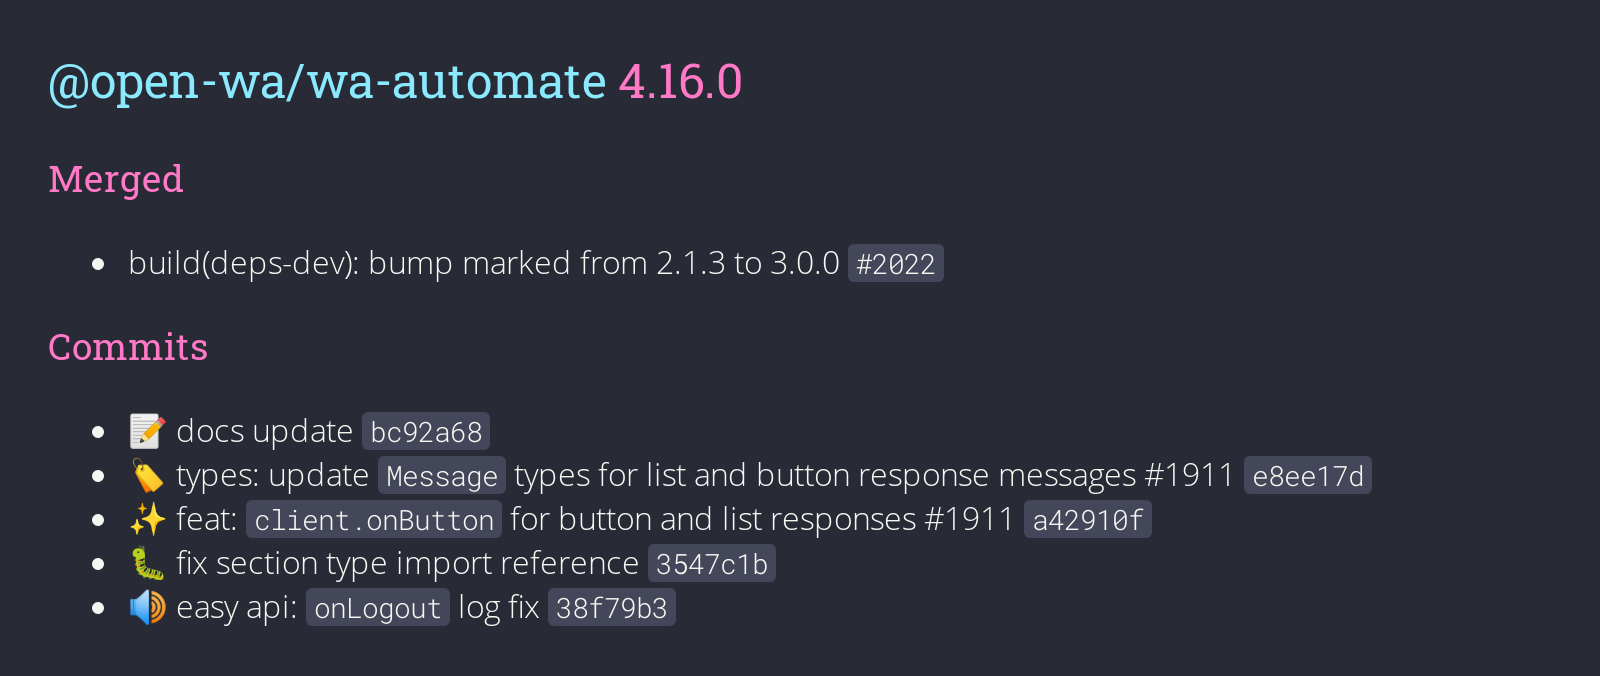 @open-wa/wa-automate 4.16.0
Merged
build(deps-dev): bump marked from 2.1.3 to 3.0.0 #2022
Commits
📝 docs update bc92a68
🏷️ types: update Message types for list and button response messages #1911 e8ee17d
✨ feat: client.onButton for button and list responses #1911 a42910f
🐛 fix section type import reference 3547c1b
🔊 easy api: onLogout log fix 38f79b3